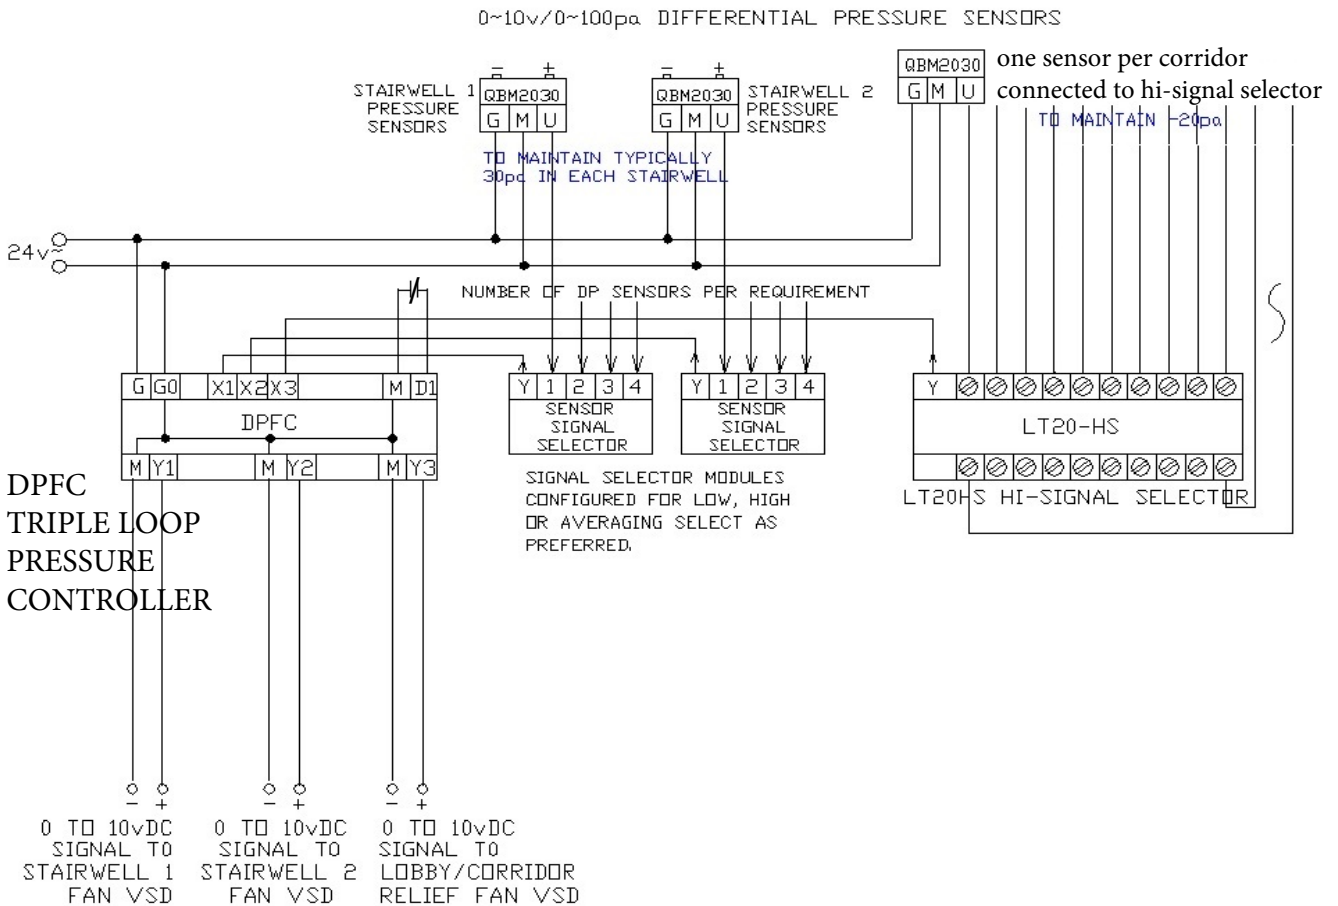 0~10v/0~100pa DIFFERENTIAL PRESSURE SENSORS
STAIRWELL 1
PRESSURE
SENSORS
- +
QBM2030
G M U
- +
QBM2030
G M U
STAIRWELL 2
PRESSURE
SENSORS
QBM2030
G M U
one sensor per corridor
connected to hi-signal selector
TO MAINTAIN -20pa
TO MAINTAIN TYPICALLY
30pa IN EACH STAIRWELL
24v~
NUMBER OF DP SENSORS PER REQUIREMENT
G G0 X1 X2 X3 M D1
DPFC
M Y1 M Y2 M Y3
Y 1 2 3 4
SENSOR
SIGNAL
SELECTOR
Y 1 2 3 4
SENSOR
SIGNAL
SELECTOR
SIGNAL SELECTOR MODULES
CONFIGURED FOR LOW, HIGH
OR AVERAGING SELECT AS
PREFERRED.
Y
LT20-HS
LT20HS HI-SIGNAL SELECTOR
DPFC
TRIPLE LOOP
PRESSURE
CONTROLLER
- +
0 TO 10vDC
SIGNAL TO
STAIRWELL 1
FAN VSD
- +
0 TO 10vDC
SIGNAL TO
STAIRWELL 2
FAN VSD
- +
0 TO 10vDC
SIGNAL TO
LOBBY/CORRIDOR
RELIEF FAN VSD